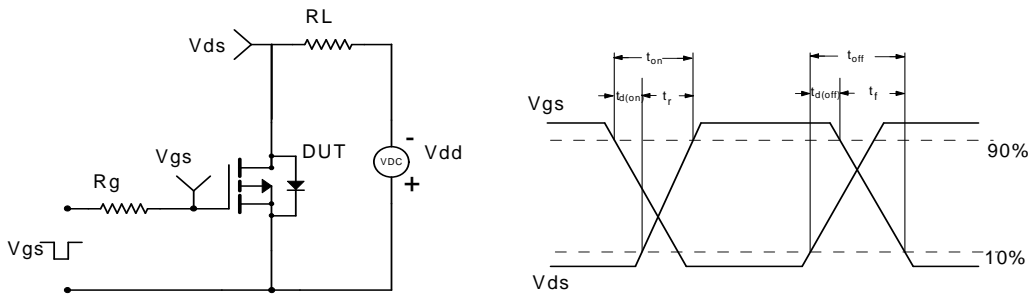 RL
Vds
Vgs
DUT
-
VDC
Vdd
+
Rg
Vgs
ton
toff
td(on)
tr
td(off)
tf
Vgs
90%
10%
Vds